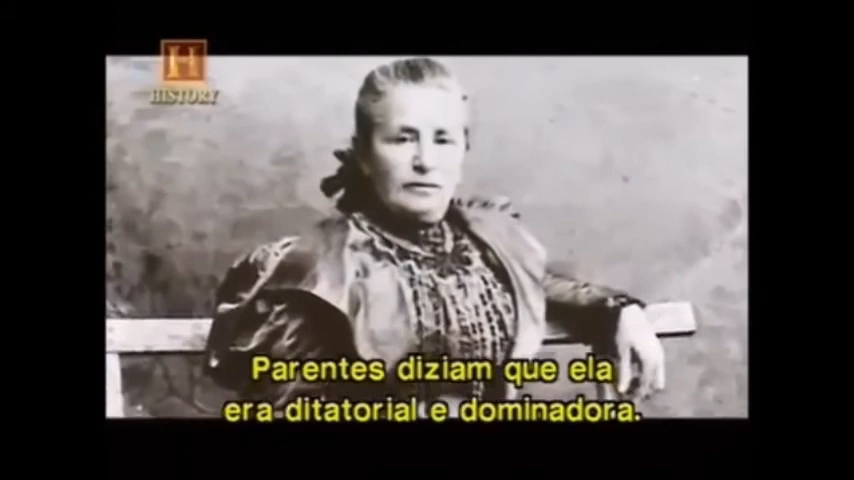 H
HISTORY
Parentes diziam que ela
era ditatorial e dominadora.